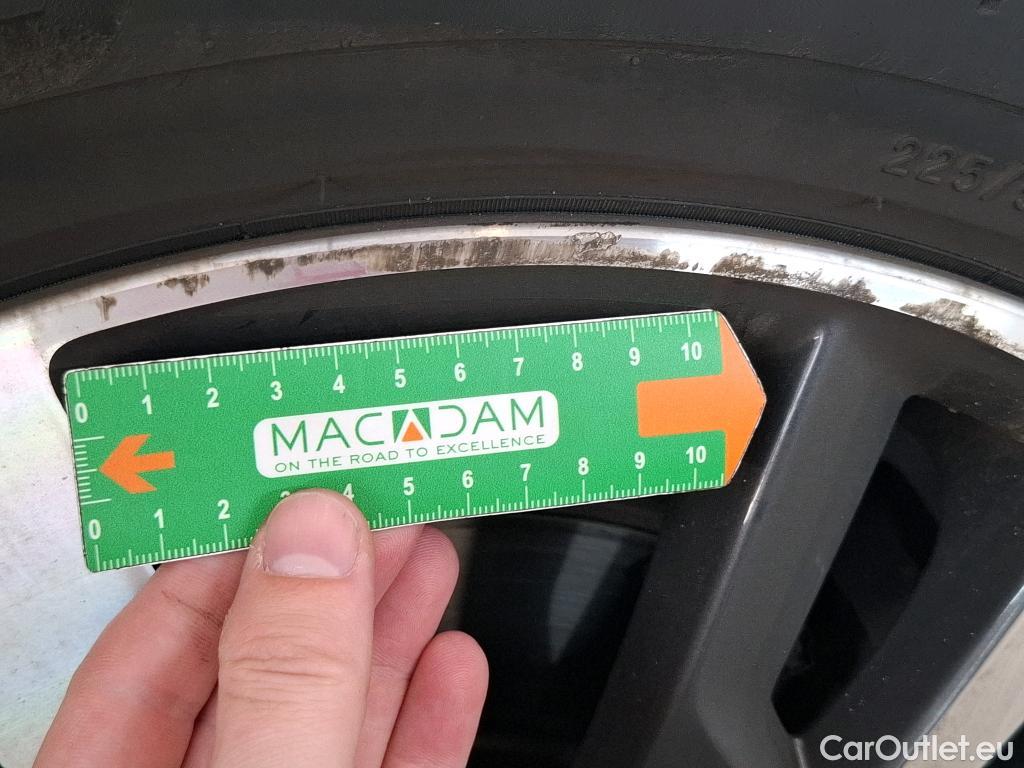 225/5
0 1 2 3 4 5 6 7 8 9 10
MACADAM
ON THE ROAD TO EXCELLENCE
0 1 2 3 4 5 6 7 8 9 10
CarOutlet.eu